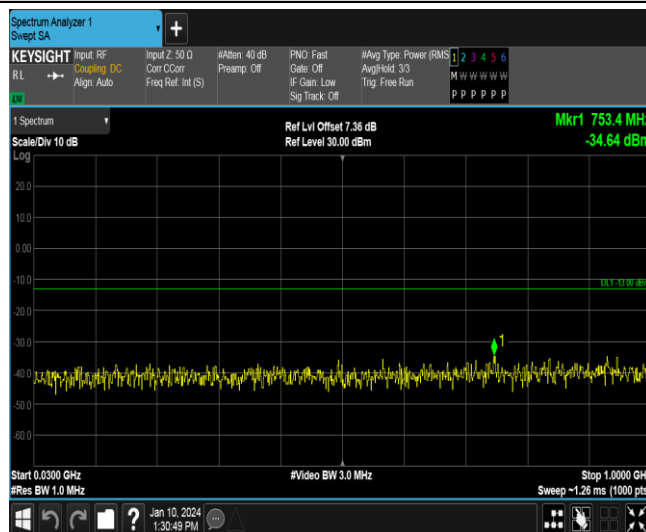 Spectrum Analyzer 1
Swept SA
+
KEYSIGHT Input: RF Input Z: 50 Ω #Atten: 40 dB PNO: Fast #Avg Type: Power (RMS 1 2 3 4 5 6
RL Coupling: DC Corr CCorr Preamp: Off Gate: Off Avg|Hold: 3/3 M W W W W W
Align: Auto Freq Ref: Int (S) IF Gain: Low Trig: Free Run
Sig Track: Off P P P P P P
1 Spectrum Ref Lvl Offset 7.36 dB Mkr1 753.4 MHz
Scale/Div 10 dB Ref Level 30.00 dBm -34.64 dBm
Log
20.0
10.0
0.00
-10.0
DL1 -13.00 dBm
-20.0
-30.0
1
-40.0
-50.0
-60.0
Start 0.0300 GHz #Video BW 3.0 MHz Stop 1.0000 GHz
#Res BW 1.0 MHz Sweep ~1.26 ms (1000 pts
? Jan 10, 2024
1:30:49 PM